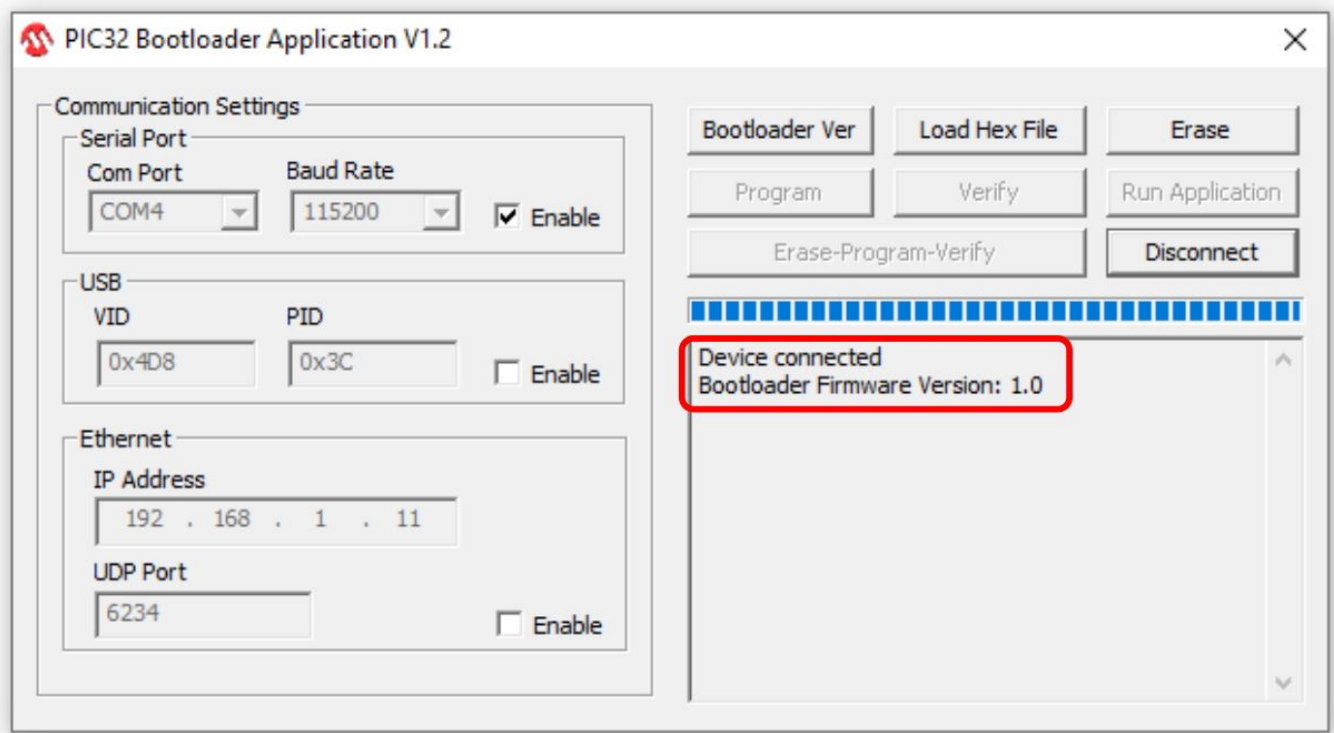 PIC32 Bootloader Application V1.2
Communication Settings
Serial Port
Com Port Baud Rate
COM4 115200 Enable
USB
VID PID
0x4D8 0x3C Enable
Ethernet
IP Address
192 . 168 . 1 . 11
UDP Port
6234 Enable
Bootloader Ver Load Hex File Erase
Program Verify Run Application
Erase-Program-Verify Disconnect
Device connected
Bootloader Firmware Version: 1.0